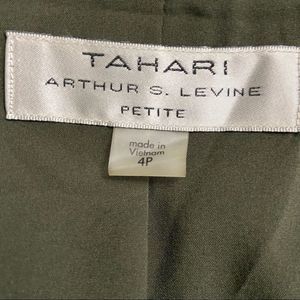 TAHARI
ARTHUR S. LEVINE
PETITE
made in
Vietnam
4P